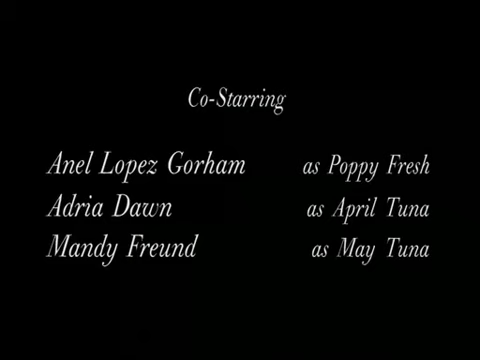 Co-Starring
Anel Lopez Gorham as Poppy Fresh
Adria Dawn as April Tuna
Mandy Freund as May Tuna